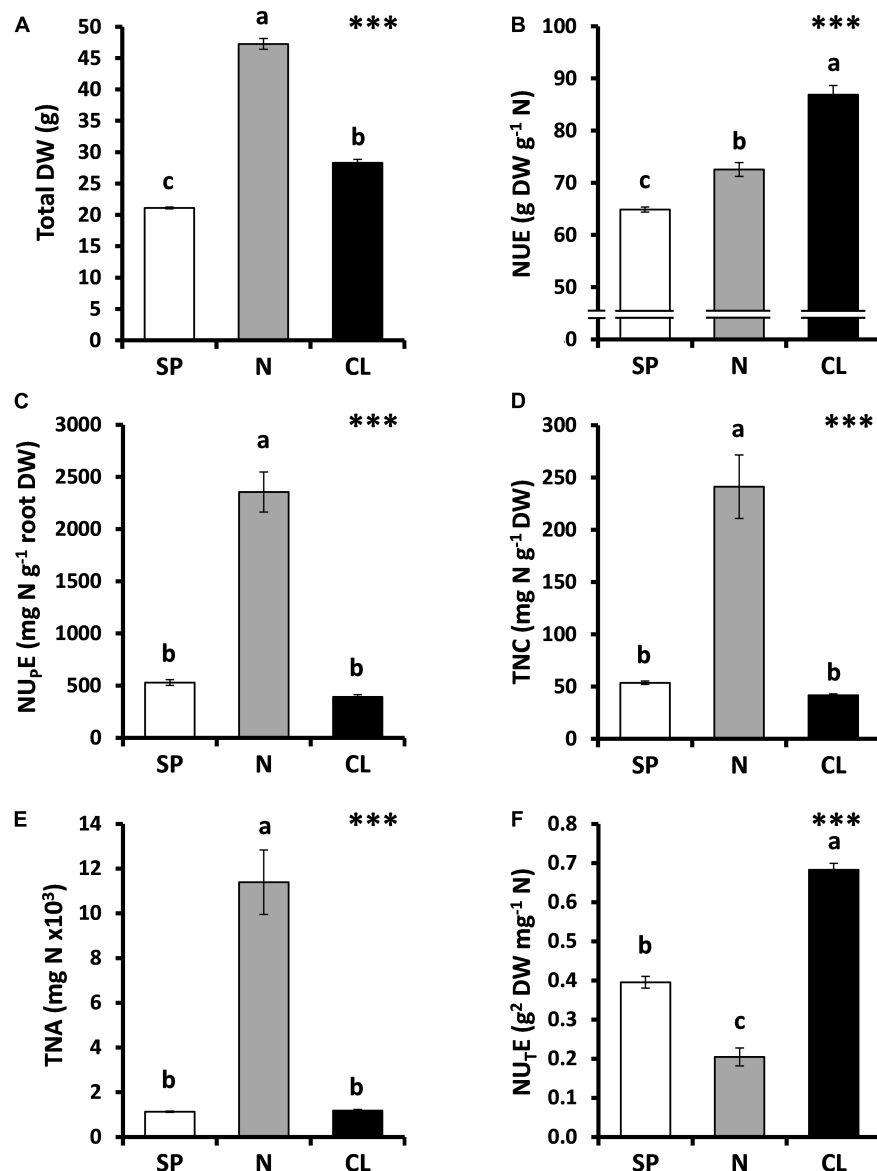 A
***
a
50
45
40
35
30
25
20
15
10
5
0
Total DW (g)
c
b
SP N CL
B
***
a
100
90
80
70
60
50
0
NUE (g DW g⁻¹ N)
c
b
SP N CL
C
***
a
3000
2500
2000
1500
1000
500
0
NUₚE (mg N g⁻¹ root DW)
b
b
SP N CL
D
***
a
300
250
200
150
100
50
0
TNC (mg N g⁻¹ DW)
b
b
SP N CL
E
***
a
14
12
10
8
6
4
2
0
TNA (mg N x10³)
b
b
SP N CL
F
***
a
0.8
0.7
0.6
0.5
0.4
0.3
0.2
0.1
0.0
NU_TE (g² DW mg⁻¹ N)
b
c
SP N CL